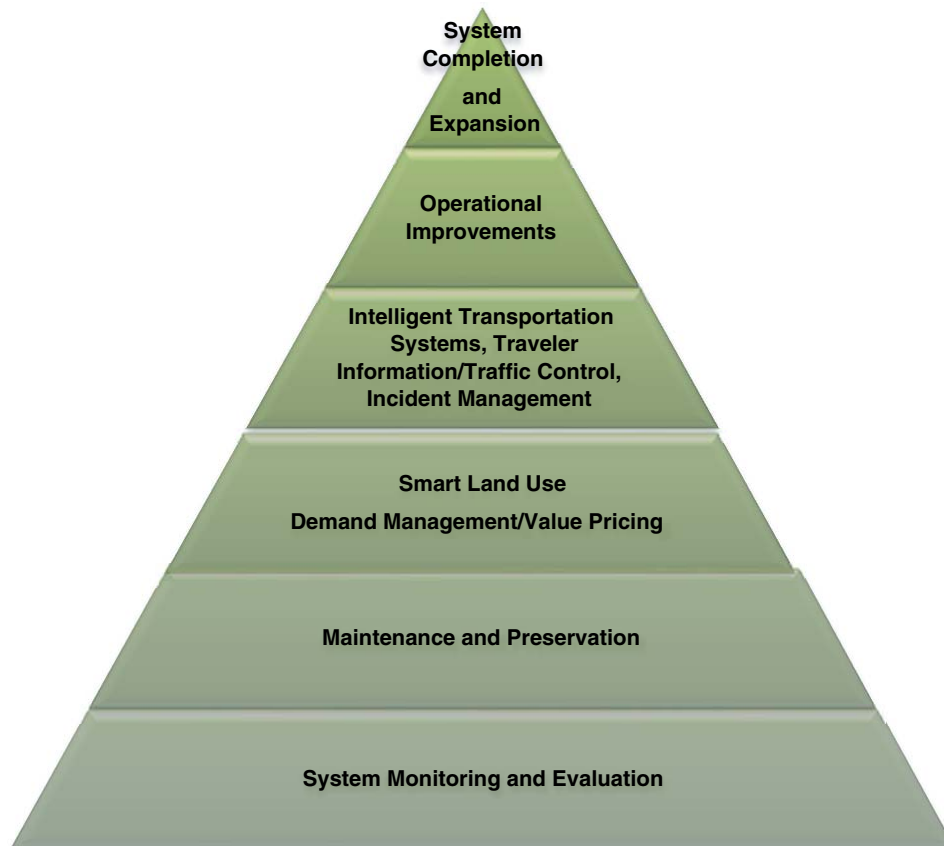 System
Completion
and
Expansion
Operational
Improvements
Intelligent Transportation
Systems, Traveler
Information/Traffic Control,
Incident Management
Smart Land Use
Demand Management/Value Pricing
Maintenance and Preservation
System Monitoring and Evaluation